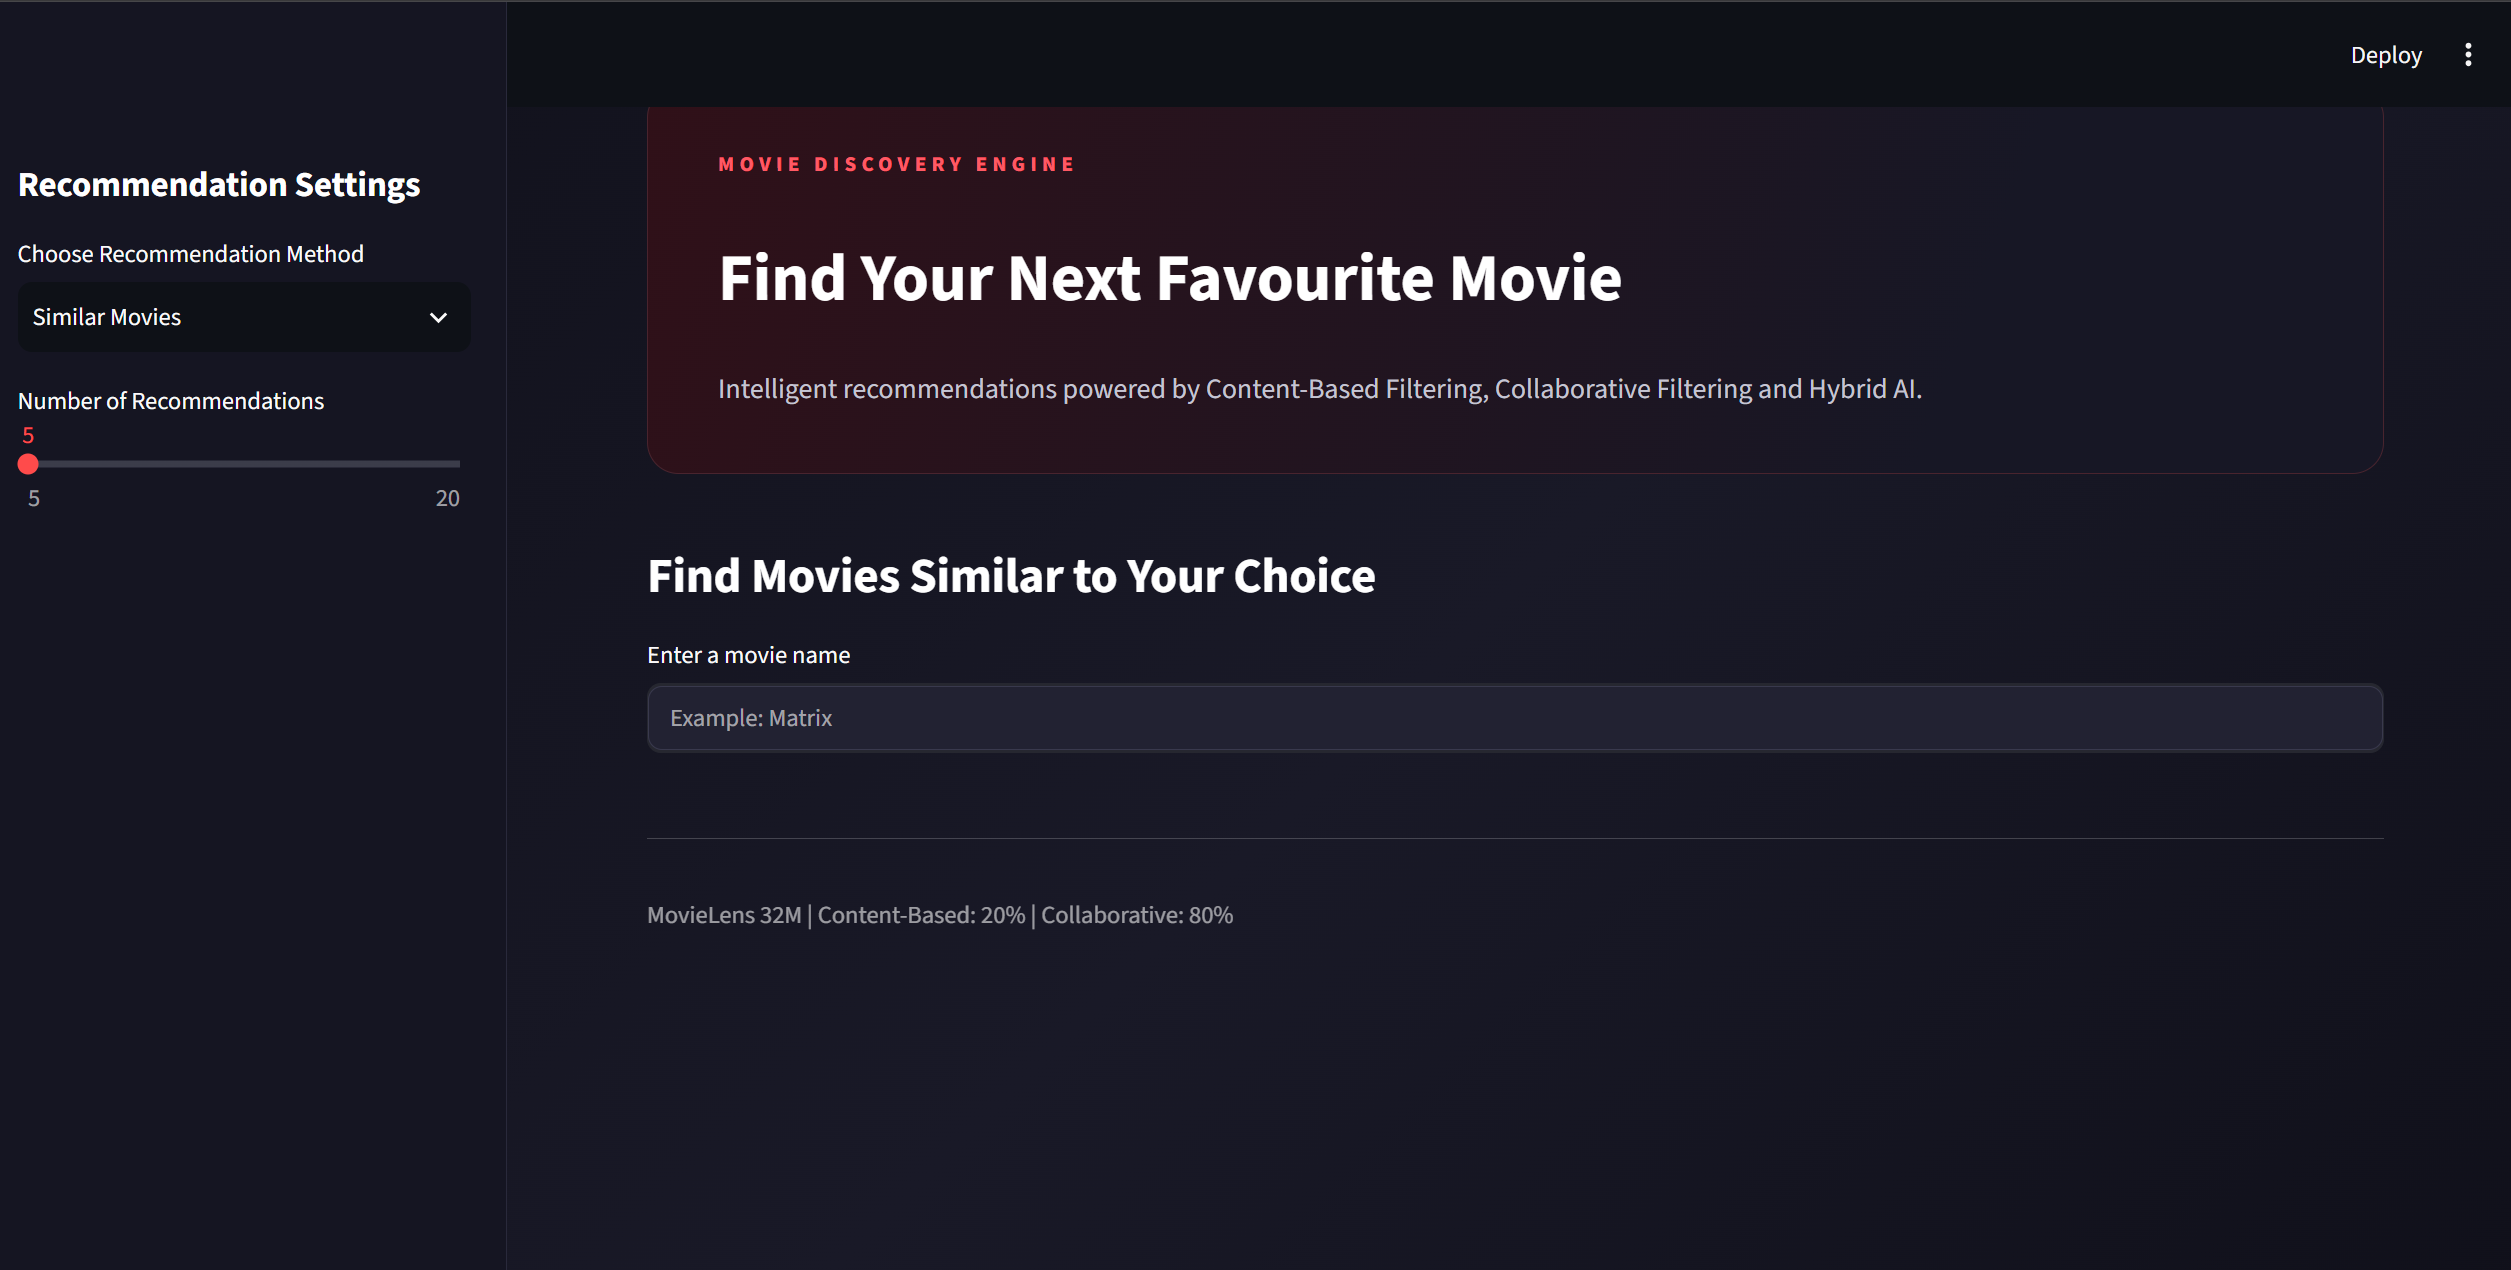 Deploy
Recommendation Settings
Choose Recommendation Method
Similar Movies
Number of Recommendations
5
5
20
MOVIE DISCOVERY ENGINE
Find Your Next Favourite Movie
Intelligent recommendations powered by Content-Based Filtering, Collaborative Filtering and Hybrid AI.
Find Movies Similar to Your Choice
Enter a movie name
Example: Matrix
MovieLens 32M | Content-Based: 20% | Collaborative: 80%